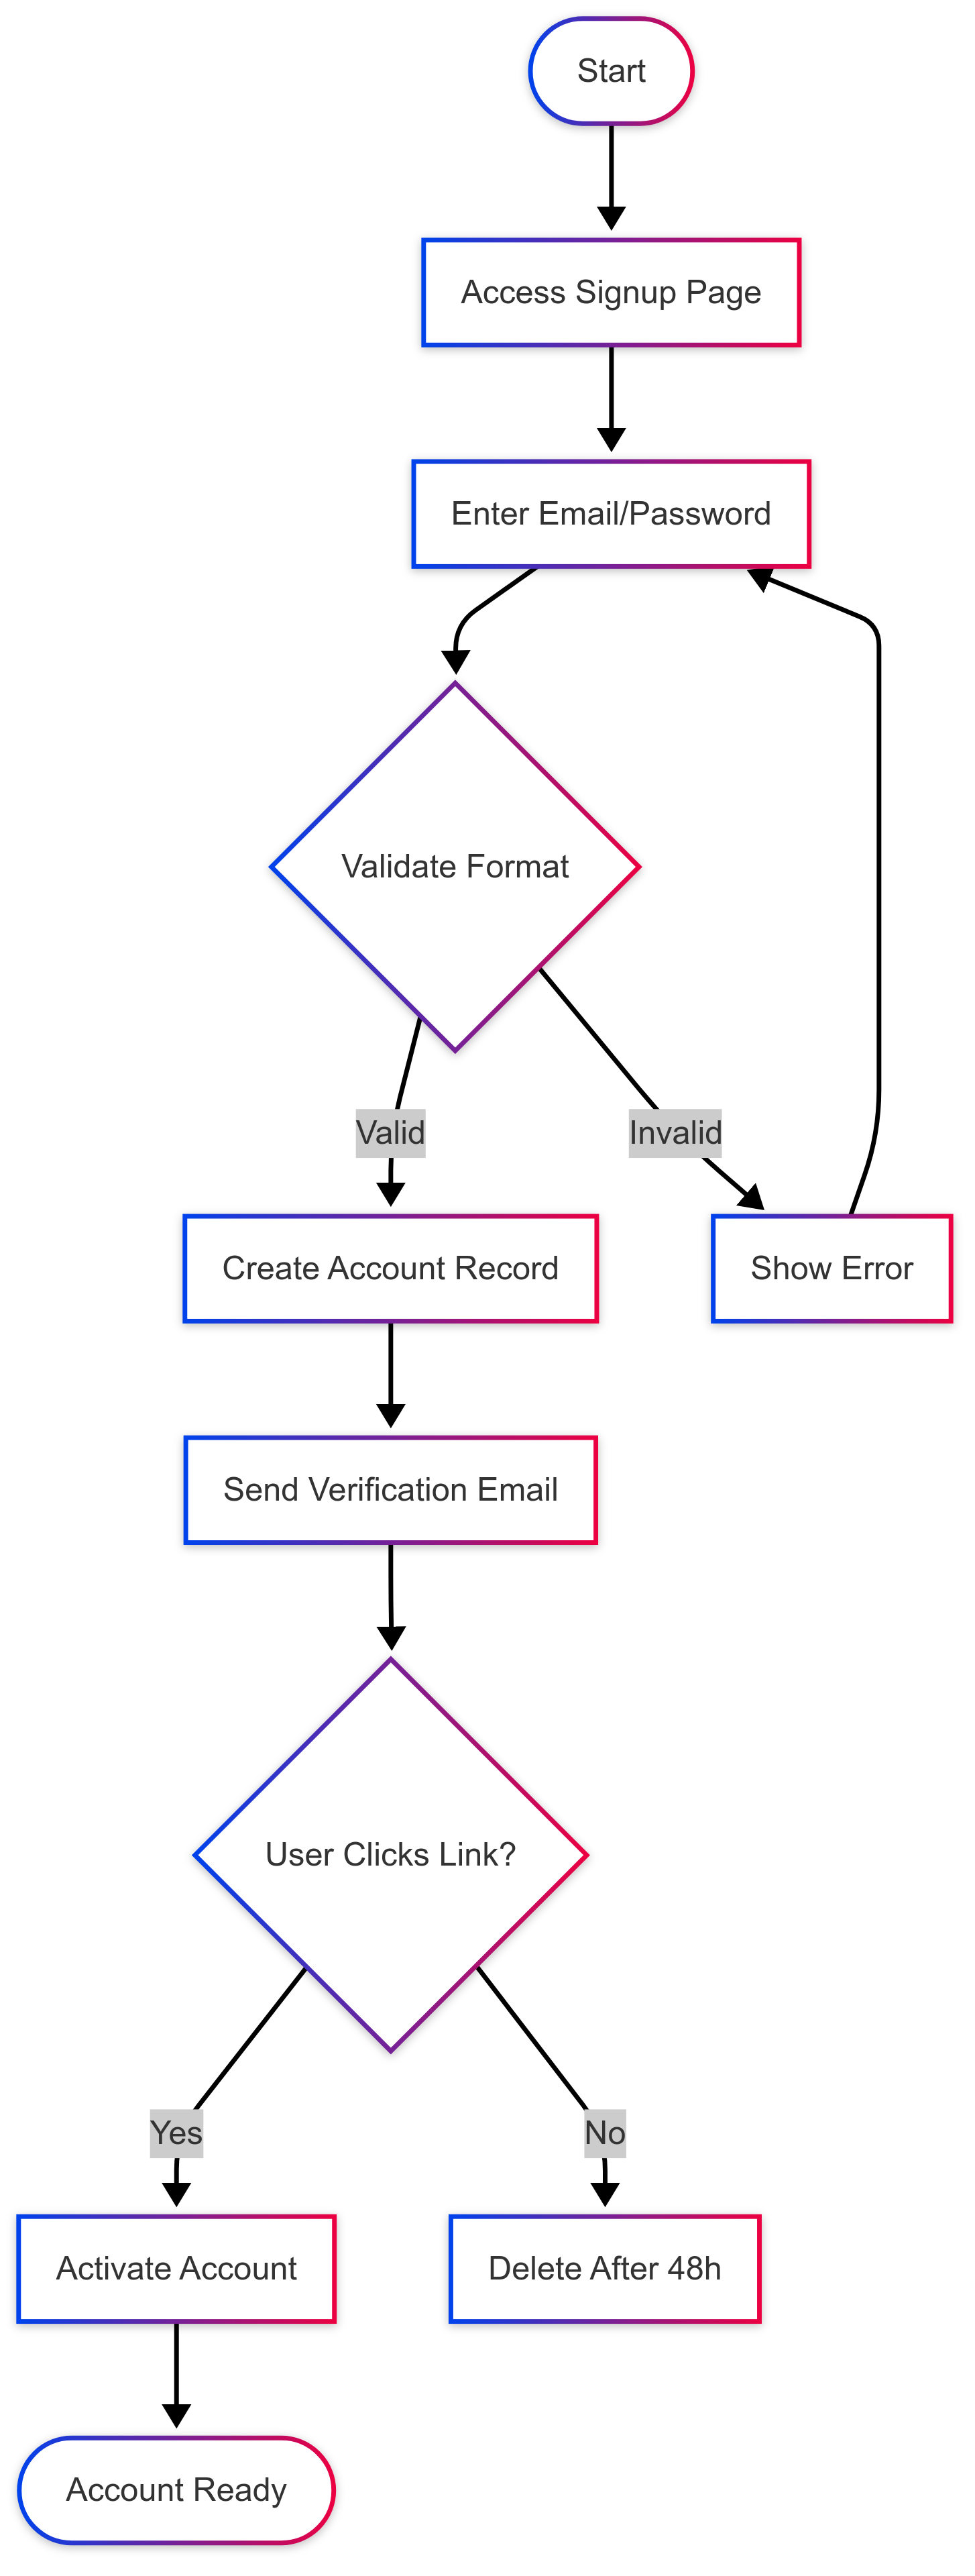 Start
Access Signup Page
Enter Email/Password
Validate Format
Valid
Invalid
Create Account Record
Show Error
Send Verification Email
User Clicks Link?
Yes
No
Activate Account
Delete After 48h
Account Ready